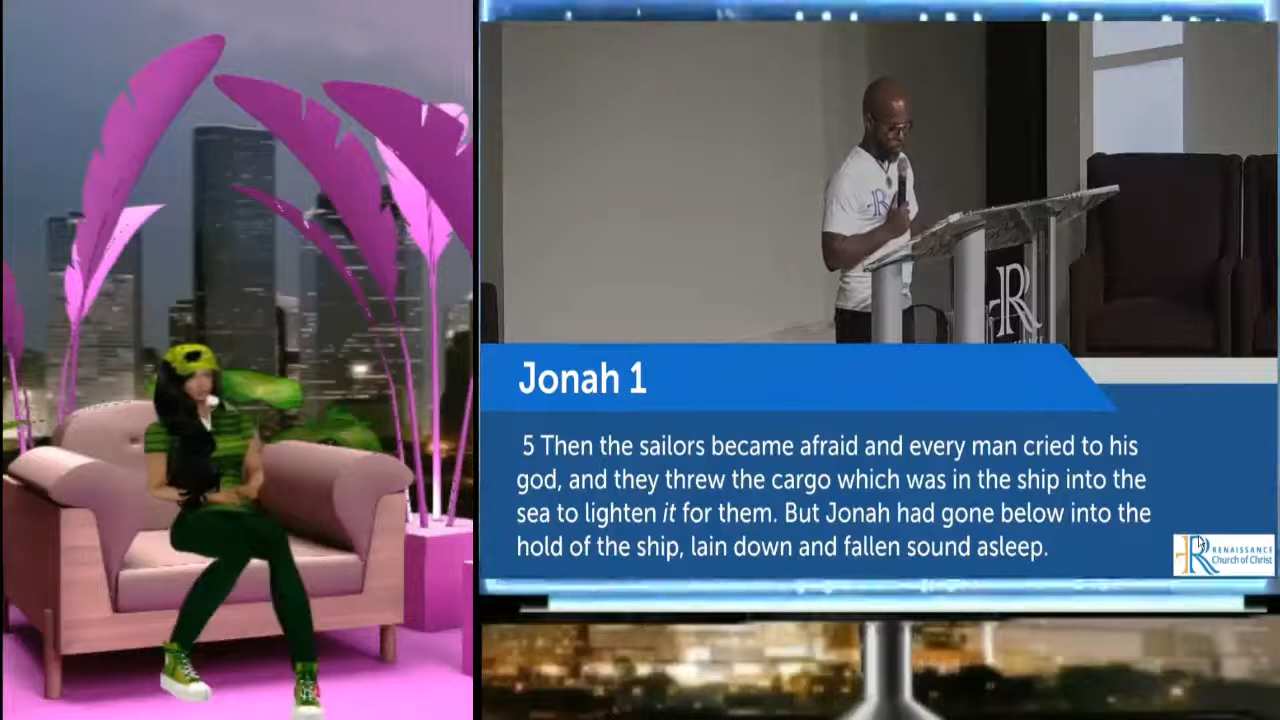 R
R
Jonah 1
5 Then the sailors became afraid and every man cried to his
god, and they threw the cargo which was in the ship into the
sea to lighten it for them. But Jonah had gone below into the
hold of the ship, lain down and fallen sound asleep.
R RENAISSANCE
Church of Christ